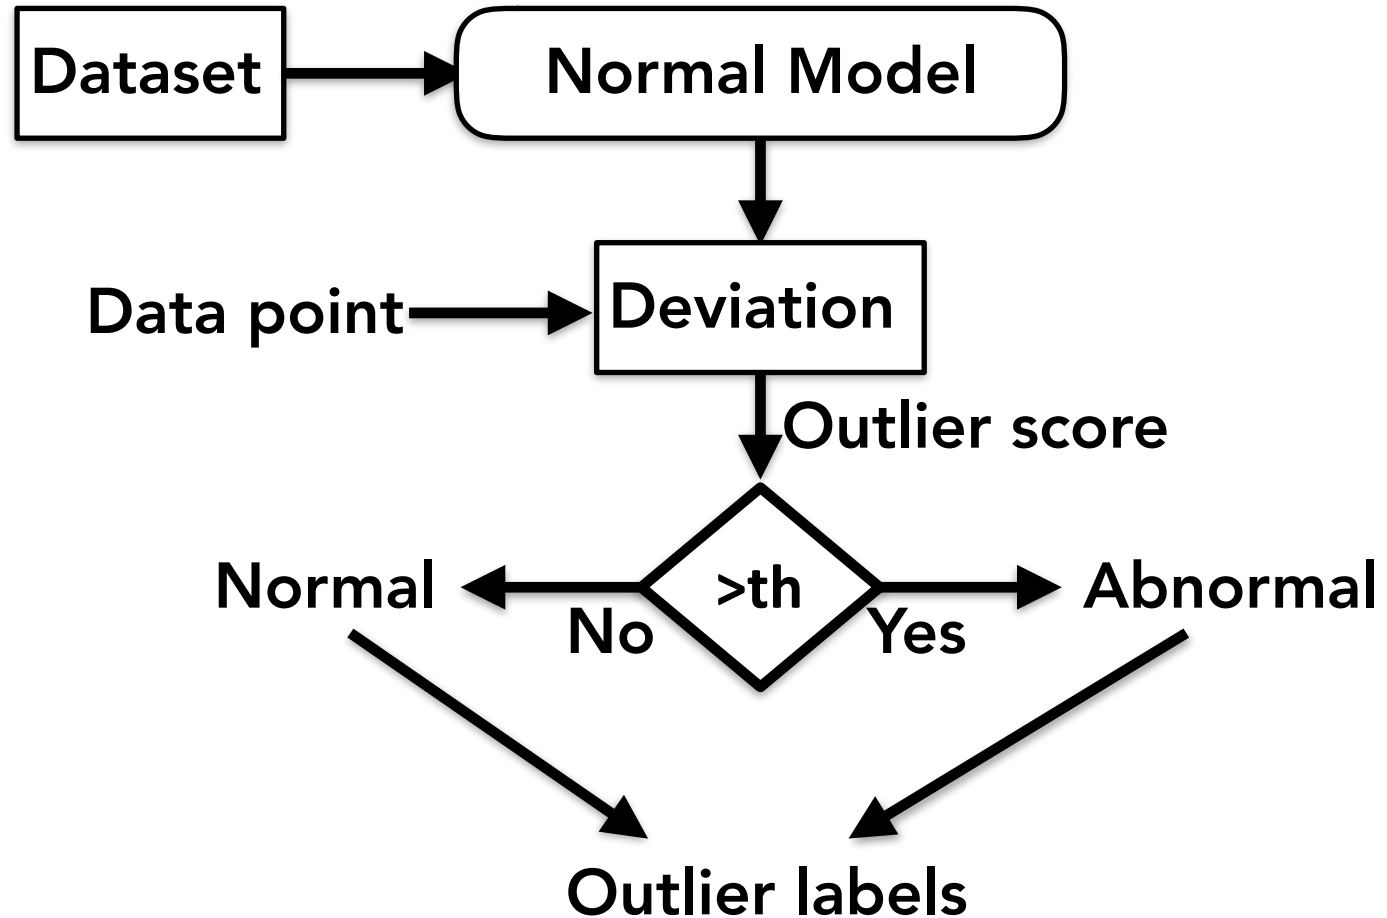 Dataset
Normal Model
Data point
Deviation
Outlier score
Normal
>th
Abnormal
No
Yes
Outlier labels